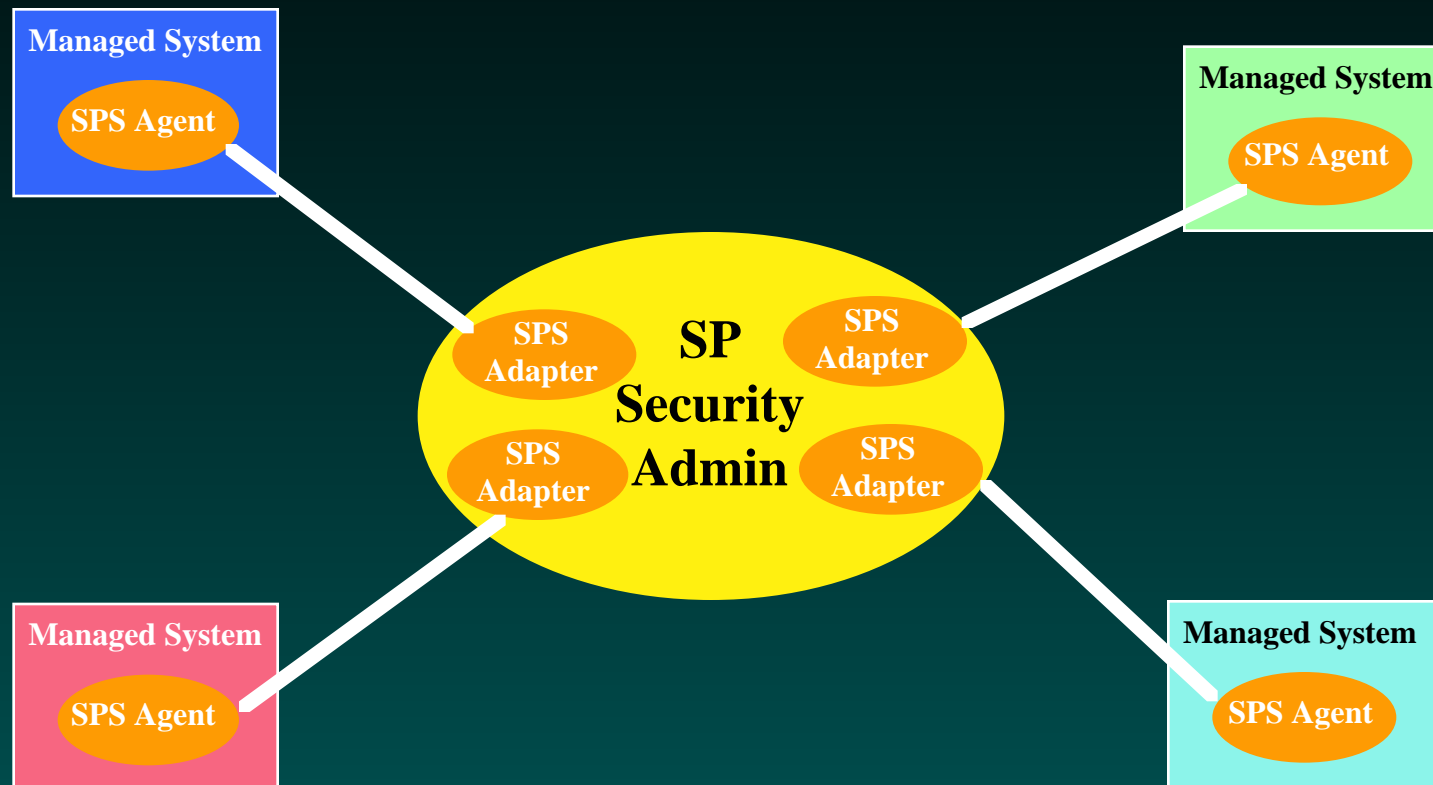 Managed System
SPS Agent
Managed System
SPS Agent
SPS
Adapter
SP
Security
Admin
SPS
Adapter
SPS
Adapter
SPS
Adapter
Managed System
SPS Agent
Managed System
SPS Agent